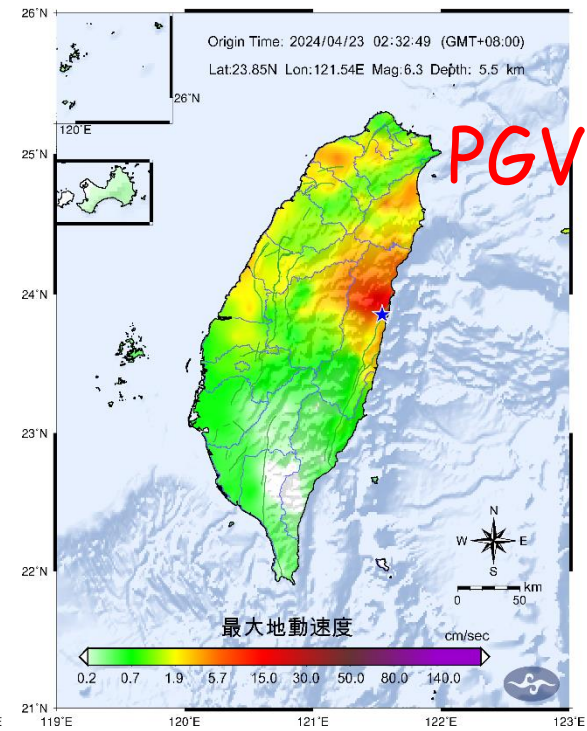 26°N
Origin Time: 2024/04/23 02:32:49 (GMT+08:00)
Lat:23.85N Lon:121.54E Mag:6.3 Depth: 5.5 km
26°N
120°E
PGV
25°N
24°N
23°N
N
W E
S
22°N
km
0 50
最大地動速度
cm/sec
0.2 0.7 1.9 5.7 15.0 30.0 50.0 80.0 140.0
21°N
E 119°E 120°E 121°E 122°E 123°E